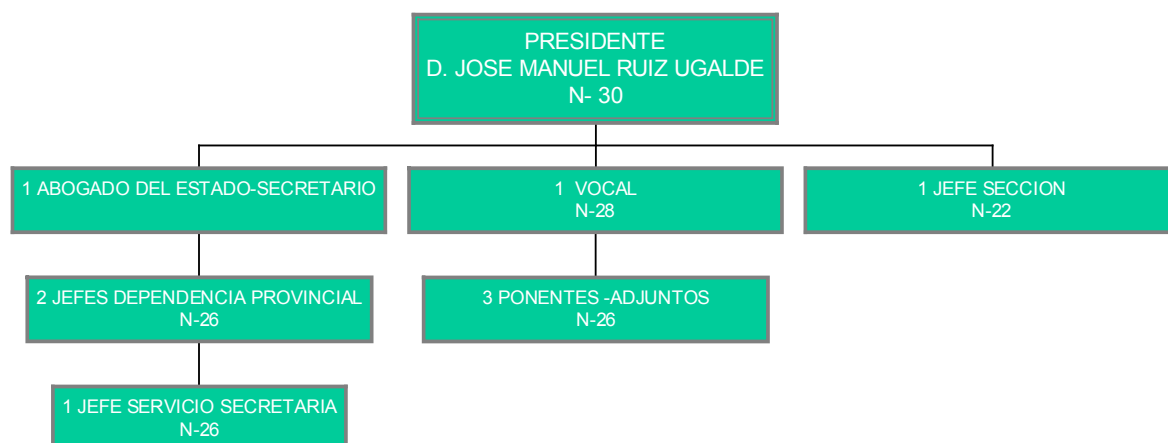 PRESIDENTE
D. JOSE MANUEL RUIZ UGALDE
N- 30
1 ABOGADO DEL ESTADO-SECRETARIO
1 VOCAL
N-28
1 JEFE SECCION
N-22
2 JEFES DEPENDENCIA PROVINCIAL
N-26
3 PONENTES -ADJUNTOS
N-26
1 JEFE SERVICIO SECRETARIA
N-26